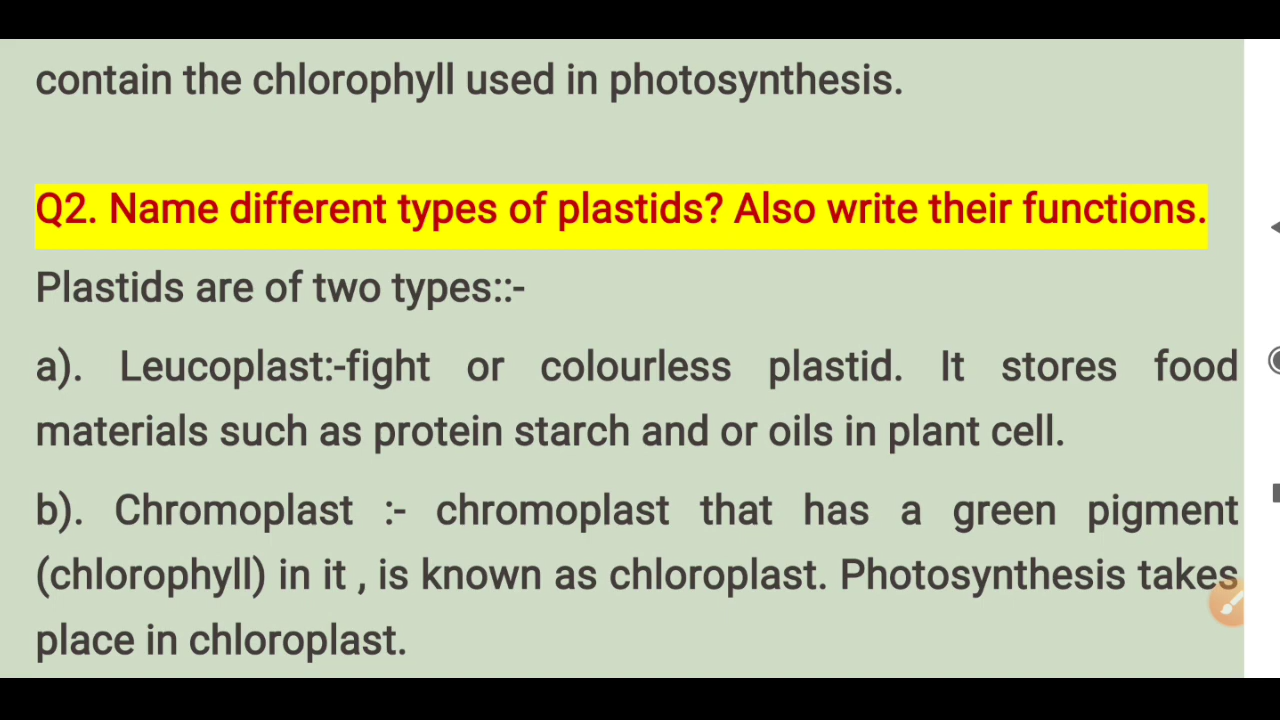 contain the chlorophyll used in photosynthesis.
Q2. Name different types of plastids? Also write their functions.
Plastids are of two types::-
a). Leucoplast:-fight or colourless plastid. It stores food
materials such as protein starch and or oils in plant cell.
b). Chromoplast :- chromoplast that has a green pigment
(chlorophyll) in it , is known as chloroplast. Photosynthesis takes
place in chloroplast.